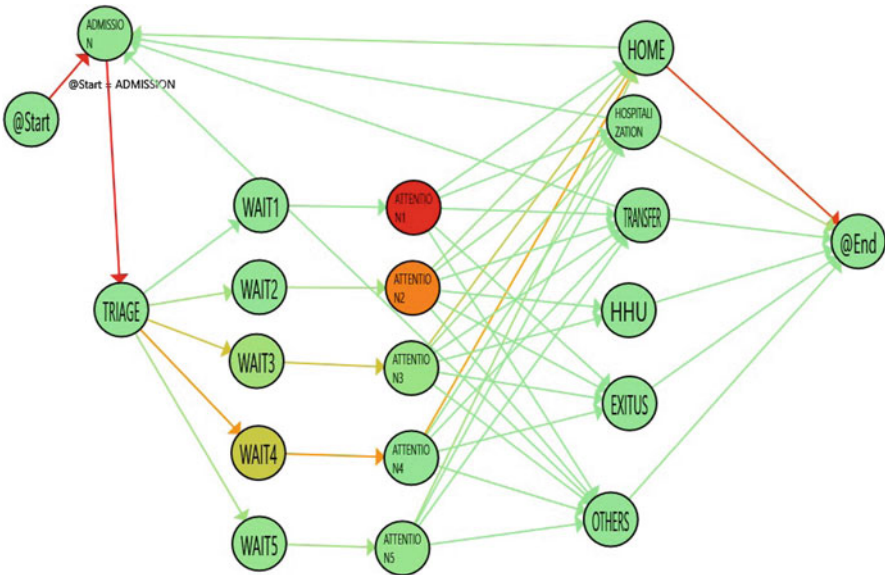 ADMISSIO
N
@Start = ADMISSION
@Start
TRIAGE
WAIT1
WAIT2
WAIT3
WAIT4
WAIT5
ATTENTIO
N1
ATTENTIO
N2
ATTENTIO
N3
ATTENTIO
N4
ATTENTIO
N5
HOME
HOSPITALI
ZATION
TRANSFER
HHU
EXITUS
OTHERS
@End